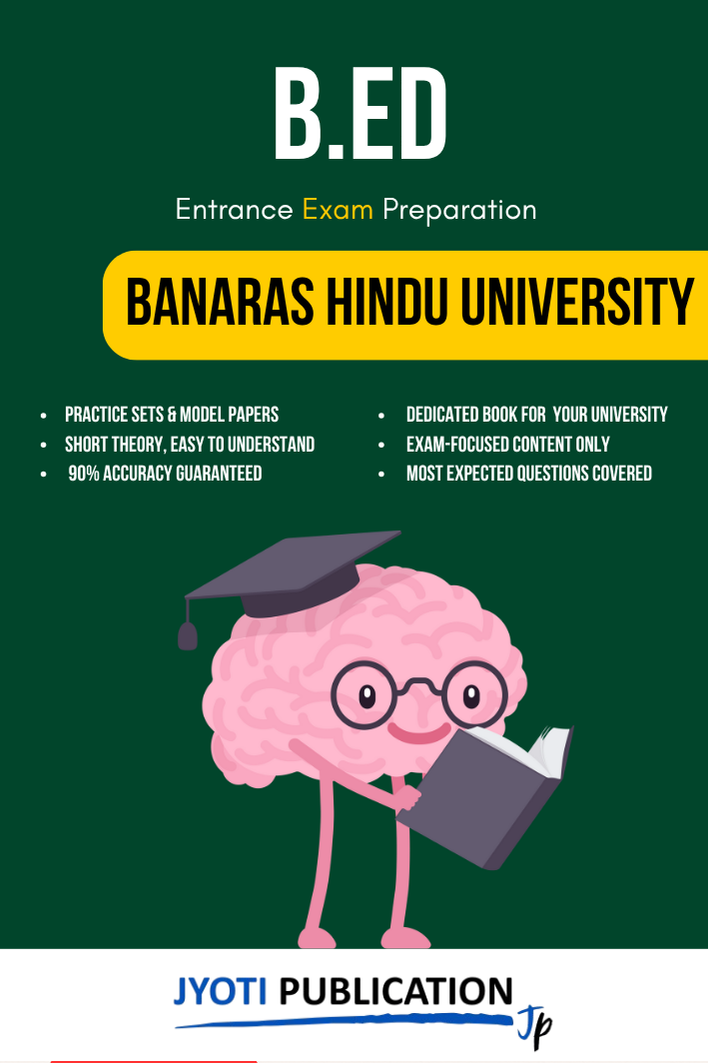 B.ED
Entrance Exam Preparation
BANARAS HINDU UNIVERSITY
• PRACTICE SETS & MODEL PAPERS
• SHORT THEORY, EASY TO UNDERSTAND
• 90% ACCURACY GUARANTEED
• DEDICATED BOOK FOR YOUR UNIVERSITY
• EXAM-FOCUSED CONTENT ONLY
• MOST EXPECTED QUESTIONS COVERED
JYOTI PUBLICATION
Jp